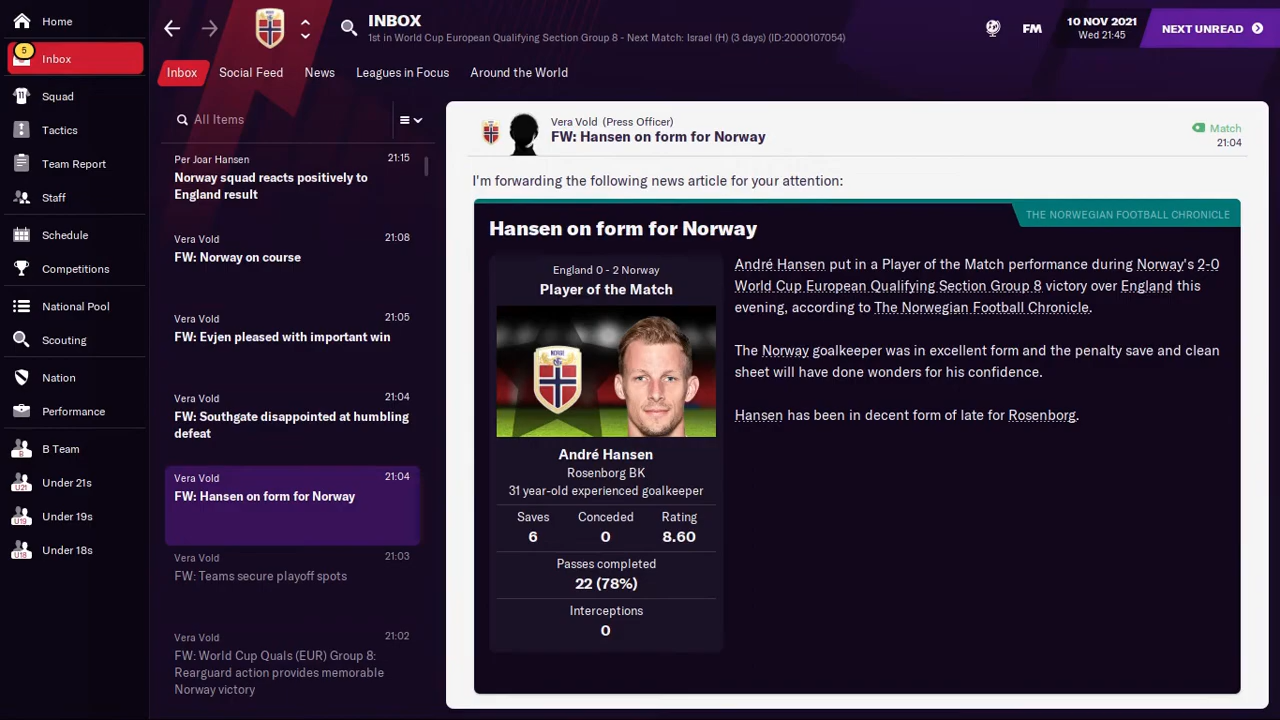 Home
5
Inbox
11
Squad
Tactics
Team Report
Staff
Schedule
Competitions
National Pool
Scouting
Nation
Performance
B
B Team
U21
Under 21s
U19
Under 19s
U18
Under 18s
INBOX
1st in World Cup European Qualifying Section Group 8 - Next Match: Israel (H) (3 days) (ID:2000107054)
FM
10 NOV 2021
Wed 21:45
NEXT UNREAD
Inbox
Social Feed
News
Leagues in Focus
Around the World
All Items
Per Joar Hansen 21:15
Norway squad reacts positively to
England result
Vera Vold 21:08
FW: Norway on course
Vera Vold 21:05
FW: Evjen pleased with important win
Vera Vold 21:04
FW: Southgate disappointed at humbling
defeat
Vera Vold 21:04
FW: Hansen on form for Norway
Vera Vold 21:03
FW: Teams secure playoff spots
Vera Vold 21:02
FW: World Cup Quals (EUR) Group 8:
Rearguard action provides memorable
Norway victory
Vera Vold (Press Officer)
FW: Hansen on form for Norway
Match
21:04
I'm forwarding the following news article for your attention:
THE NORWEGIAN FOOTBALL CHRONICLE
Hansen on form for Norway
England 0 - 2 Norway
Player of the Match
NORGE
André Hansen
Rosenborg BK
31 year-old experienced goalkeeper
Saves Conceded Rating
6 0 8.60
Passes completed
22 (78%)
Interceptions
0
André Hansen put in a Player of the Match performance during Norway's 2-0
World Cup European Qualifying Section Group 8 victory over England this
evening, according to The Norwegian Football Chronicle.
The Norway goalkeeper was in excellent form and the penalty save and clean
sheet will have done wonders for his confidence.
Hansen has been in decent form of late for Rosenborg.